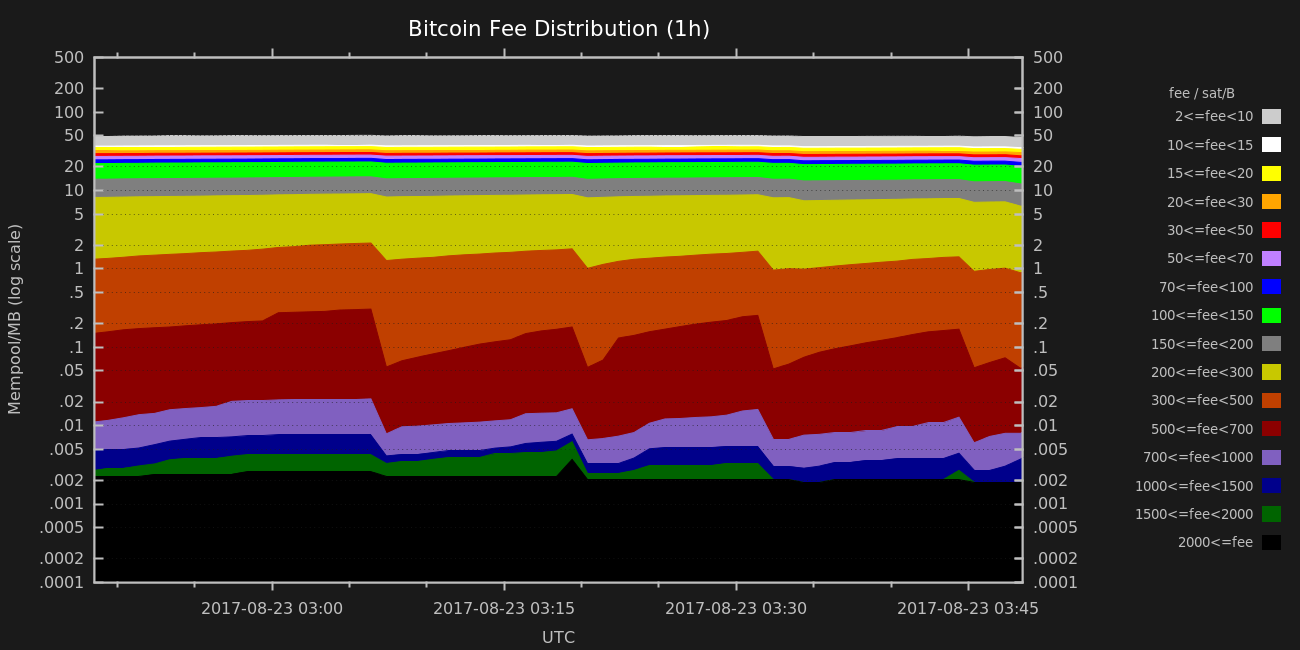 Bitcoin Fee Distribution (1h)
500
200
100
50
20
10
5
2
1
.5
.2
.1
.05
.02
.01
.005
.002
.001
.0005
.0002
.0001
Mempool/MB (log scale)
500
200
100
50
20
10
5
2
1
.5
.2
.1
.05
.02
.01
.005
.002
.001
.0005
.0002
.0001
2017-08-23 03:00
2017-08-23 03:15
2017-08-23 03:30
2017-08-23 03:45
UTC
fee / sat/B
2<=fee<10
10<=fee<15
15<=fee<20
20<=fee<30
30<=fee<50
50<=fee<70
70<=fee<100
100<=fee<150
150<=fee<200
200<=fee<300
300<=fee<500
500<=fee<700
700<=fee<1000
1000<=fee<1500
1500<=fee<2000
2000<=fee